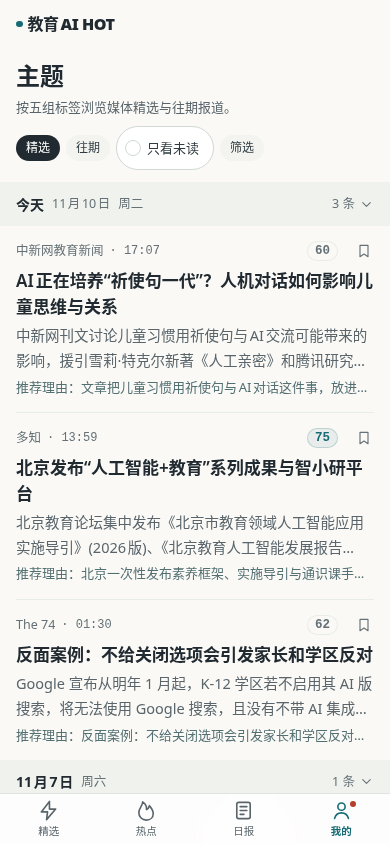 教育 AI HOT
主题
按五组标签浏览媒体精选与往期报道。
精选 往期 只看未读 筛选
今天 11月10日 周二 3 条
中新网教育新闻 · 17:07 60
AI正在培养“祈使句一代”？人机对话如何影响儿
童思维与关系
中新网刊文讨论儿童习惯用祈使句与AI交流可能带来的
影响，援引雪莉·特克尔新著《人工亲密》和腾讯研究…
推荐理由：文章把儿童习惯用祈使句与AI对话这件事，放进…
多知 · 13:59 75
北京发布“人工智能+教育”系列成果与智小研平
台
北京教育论坛集中发布《北京市教育领域人工智能应用
实施导引》(2026版)、《北京教育人工智能发展报告…
推荐理由：北京一次性发布素养框架、实施导引与通识课手…
The 74 · 01:30 62
反面案例：不给关闭选项会引发家长和学区反对
Google 宣布从明年 1 月起，K-12 学区若不启用其 AI 版
搜索，将无法使用 Google 搜索，且没有不带 AI 集成…
推荐理由：反面案例：不给关闭选项会引发家长和学区反对…
11月7日 周六 1 条
精选 热点 日报 我的